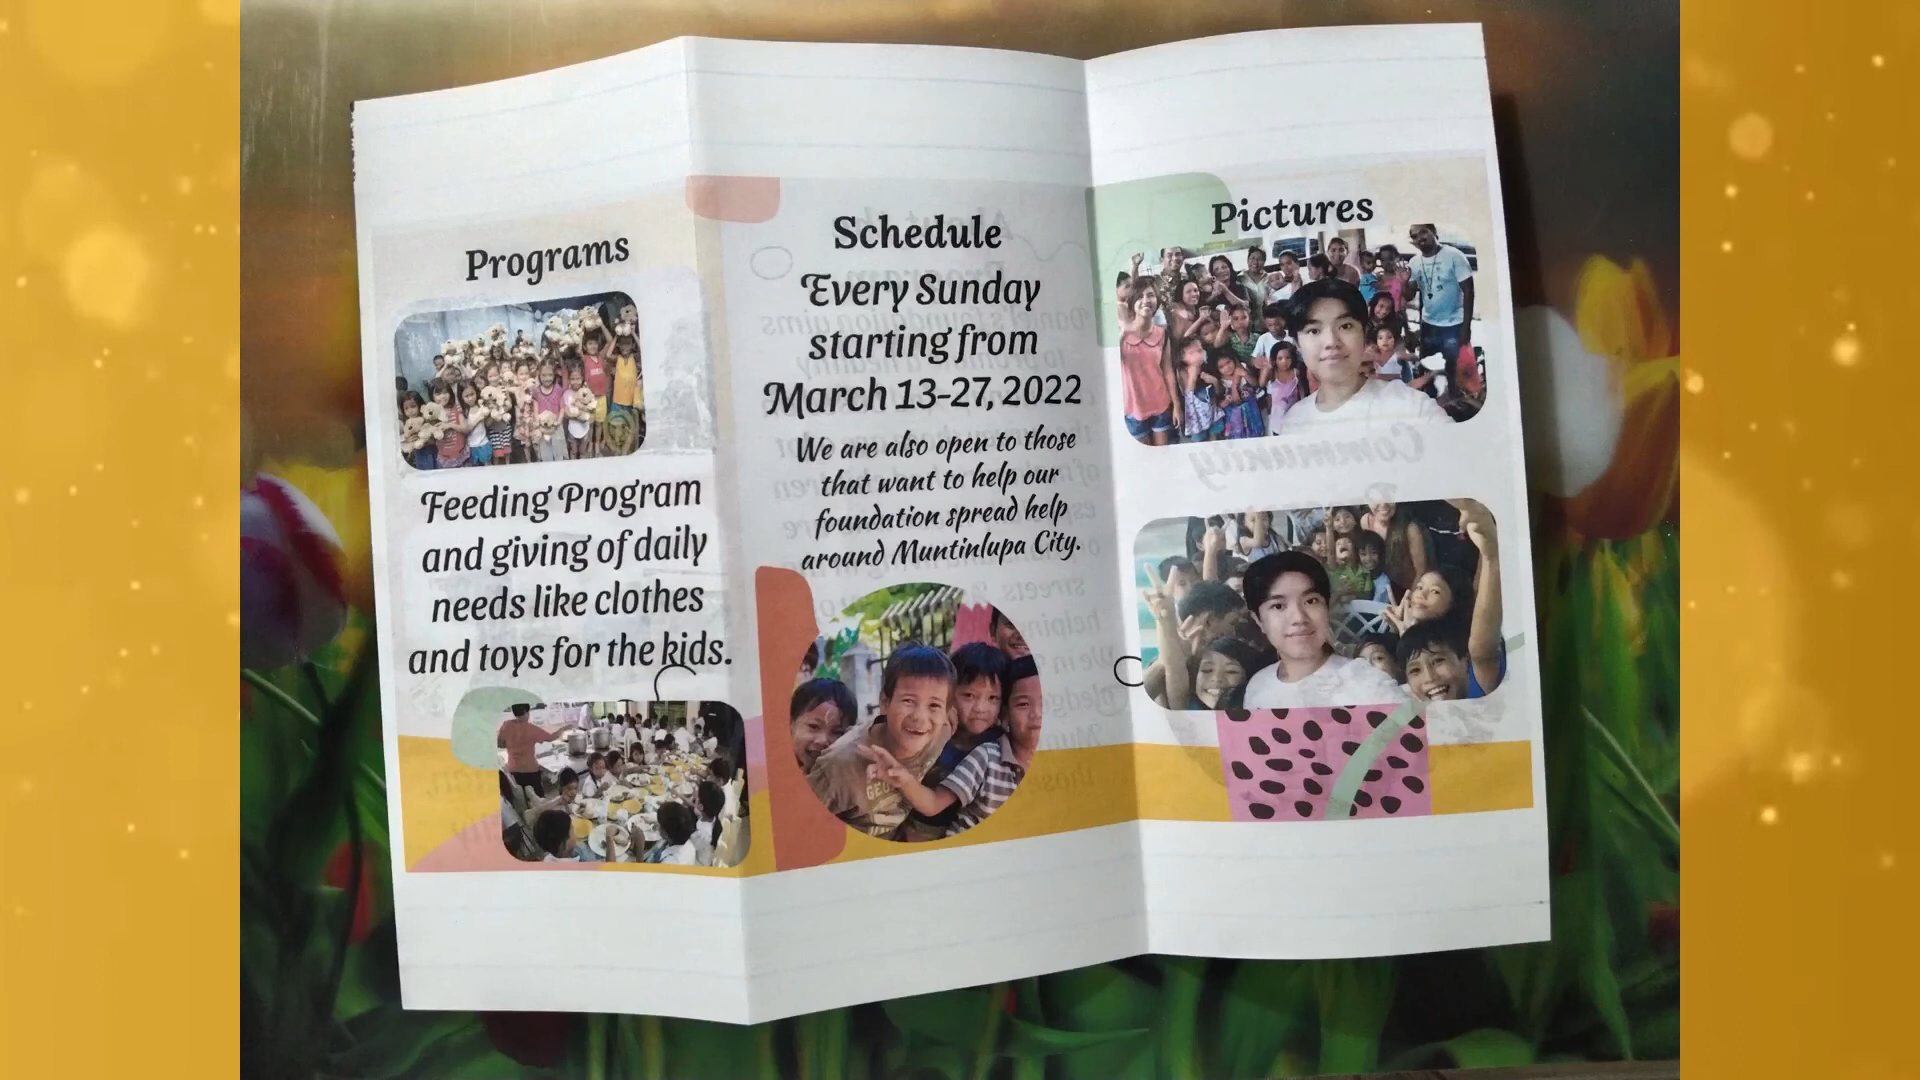 Programs
Feeding Program
and giving of daily
needs like clothes
and toys for the kids.
Schedule
Every Sunday
starting from
March 13-27, 2022
We are also open to those
that want to help our
foundation spread help
around Muntinlupa City.
Pictures